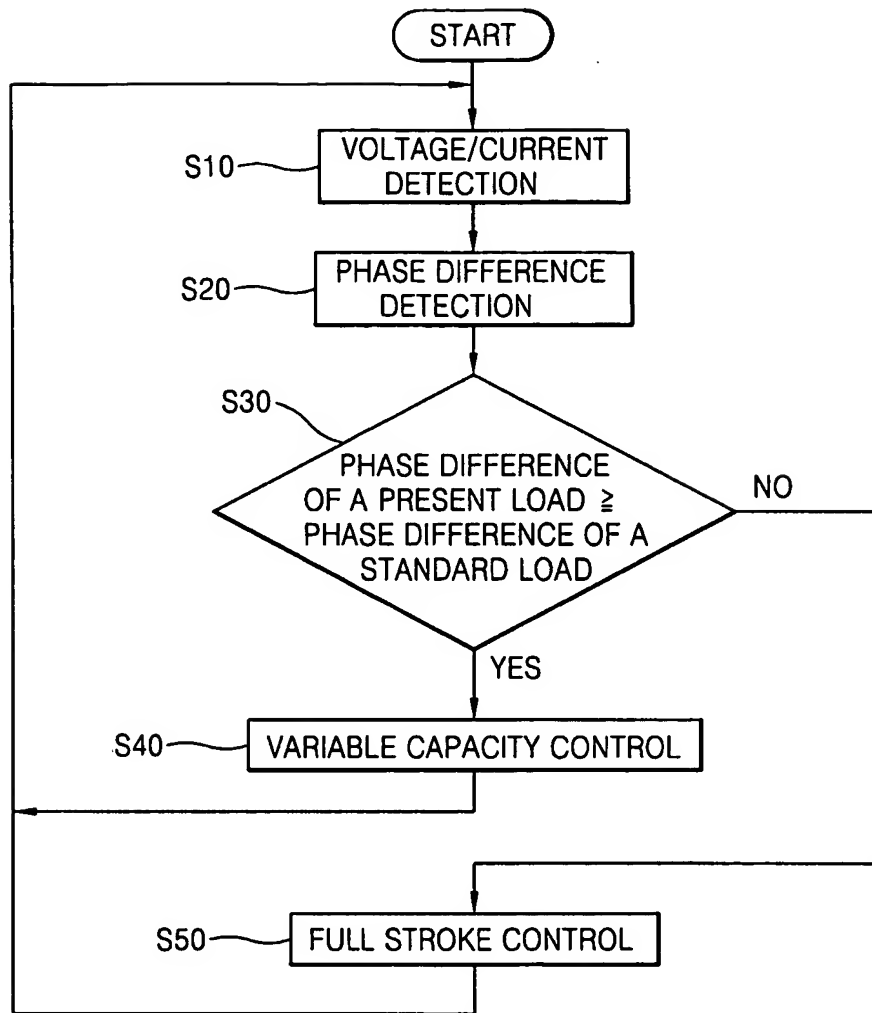 START
S10
VOLTAGE/CURRENT
DETECTION
S20
PHASE DIFFERENCE
DETECTION
S30
PHASE DIFFERENCE
OF A PRESENT LOAD ≧
PHASE DIFFERENCE OF A
STANDARD LOAD
NO
YES
S40
VARIABLE CAPACITY CONTROL
S50
FULL STROKE CONTROL